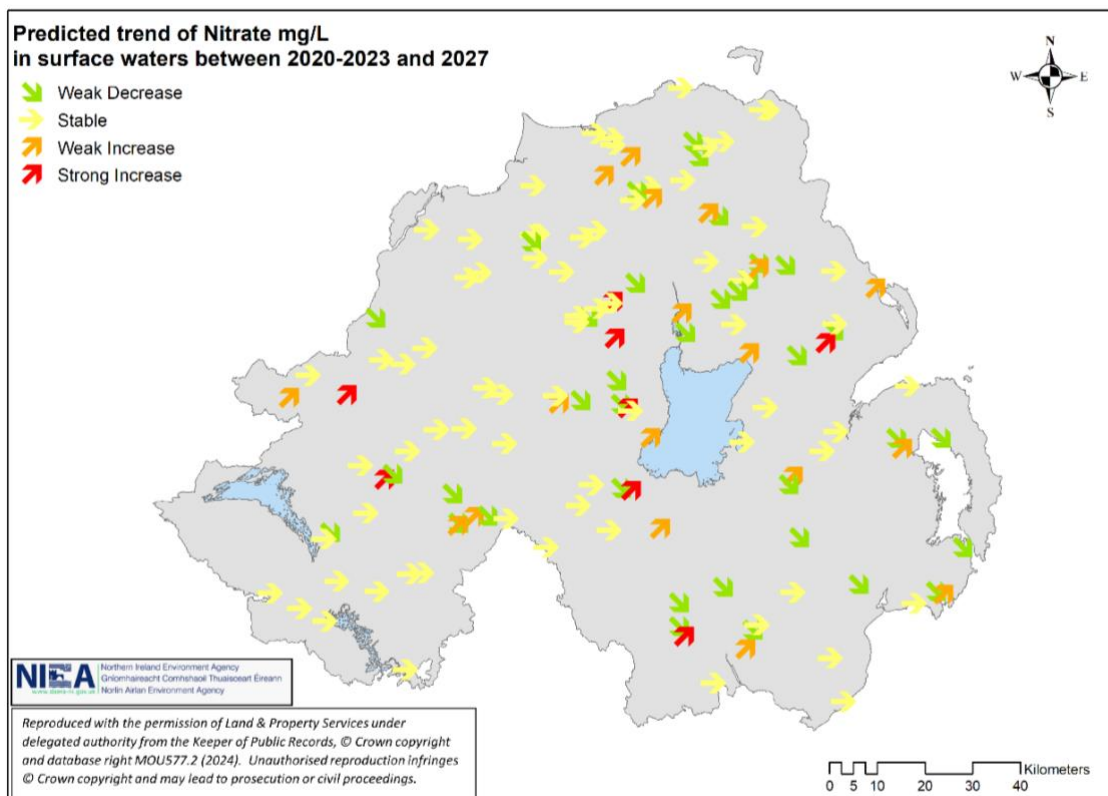 Predicted trend of Nitrate mg/L
in surface waters between 2020-2023 and 2027
Weak Decrease
Stable
Weak Increase
Strong Increase
N
W E
S
NIEA
Northern Ireland Environment Agency
Gníomhaireacht Comhshaoil Thuaisceart Éireann
Norlin Airlan Environment Agency
Reproduced with the permission of Land & Property Services under
delegated authority from the Keeper of Public Records, © Crown copyright
and database right MOU577.2 (2024). Unauthorised reproduction infringes
© Crown copyright and may lead to prosecution or civil proceedings.
Kilometers
0 5 10 20 30 40